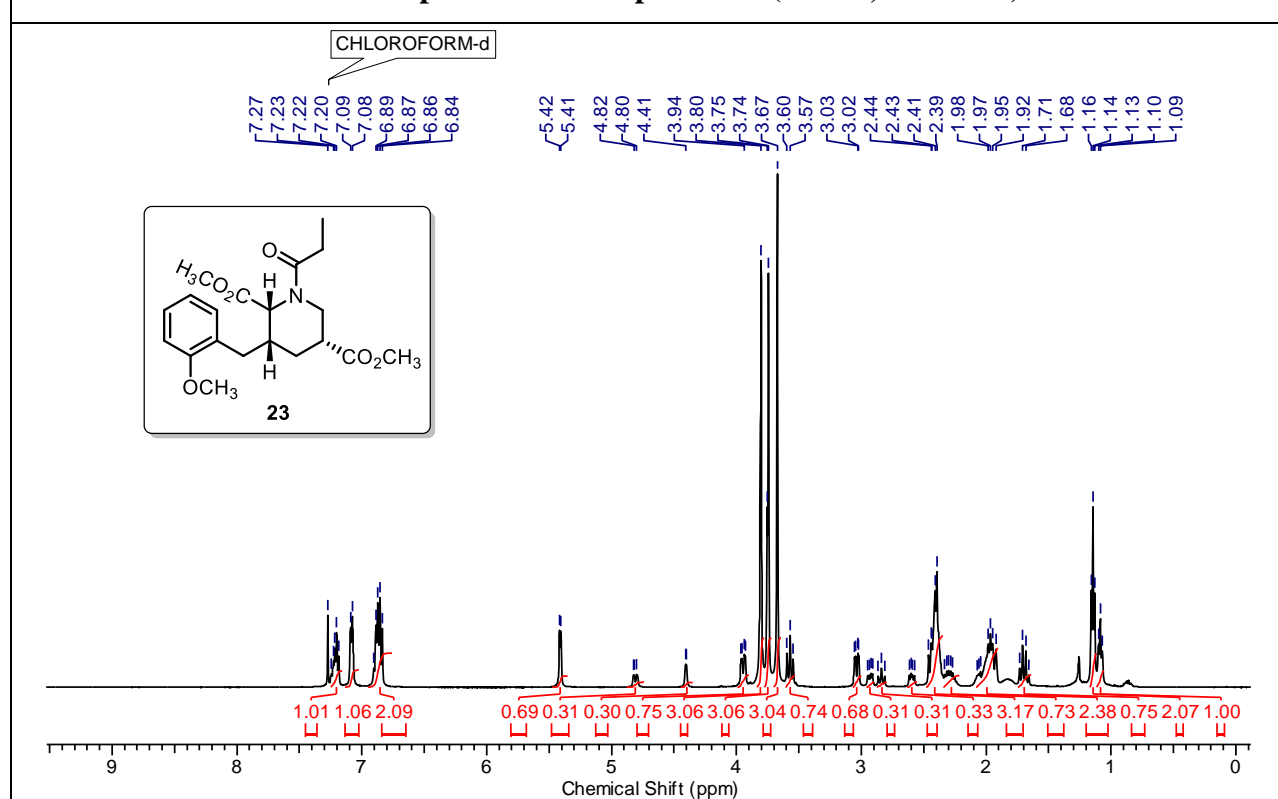 CHLOROFORM-d
7.27 7.23 7.22 7.20 7.09 7.08 6.89 6.87 6.86 6.84 5.42 5.41 4.82 4.80 4.41 3.94 3.80 3.75 3.74 3.67 3.60 3.57 3.03 3.02 2.44 2.43 2.41 2.39 1.98 1.97 1.95 1.92 1.71 1.68 1.16 1.14 1.13 1.10 1.09
O
H3CO2C H N
CO2CH3
H
OCH3
23
1.01 1.06 2.09 0.69 0.31 0.30 0.75 3.06 3.06 3.04 0.74 0.68 0.31 0.31 0.33 3.17 0.73 2.38 0.75 2.07 1.00
9 8 7 6 5 4 3 2 1 0
Chemical Shift (ppm)